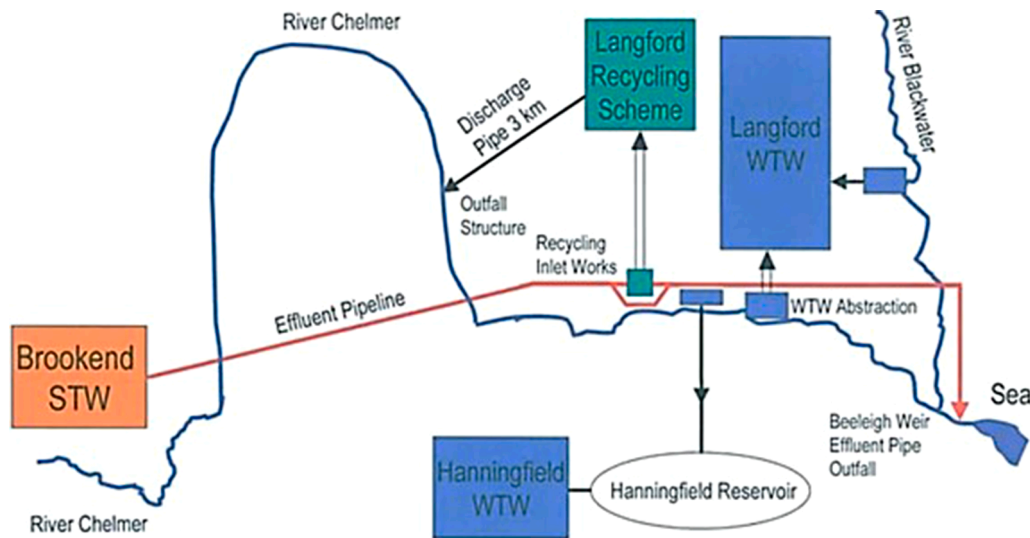 River Chelmer
Langford
Recycling
Scheme
Discharge
Pipe 3 km
Langford
WTW
River Blackwater
Outfall
Structure
Recycling
Inlet Works
Effluent Pipeline
WTW Abstraction
Brookend
STW
Sea
Beeleigh Weir
Effluent Pipe
Outfall
Hanningfield
WTW
Hanningfield Reservoir
River Chelmer